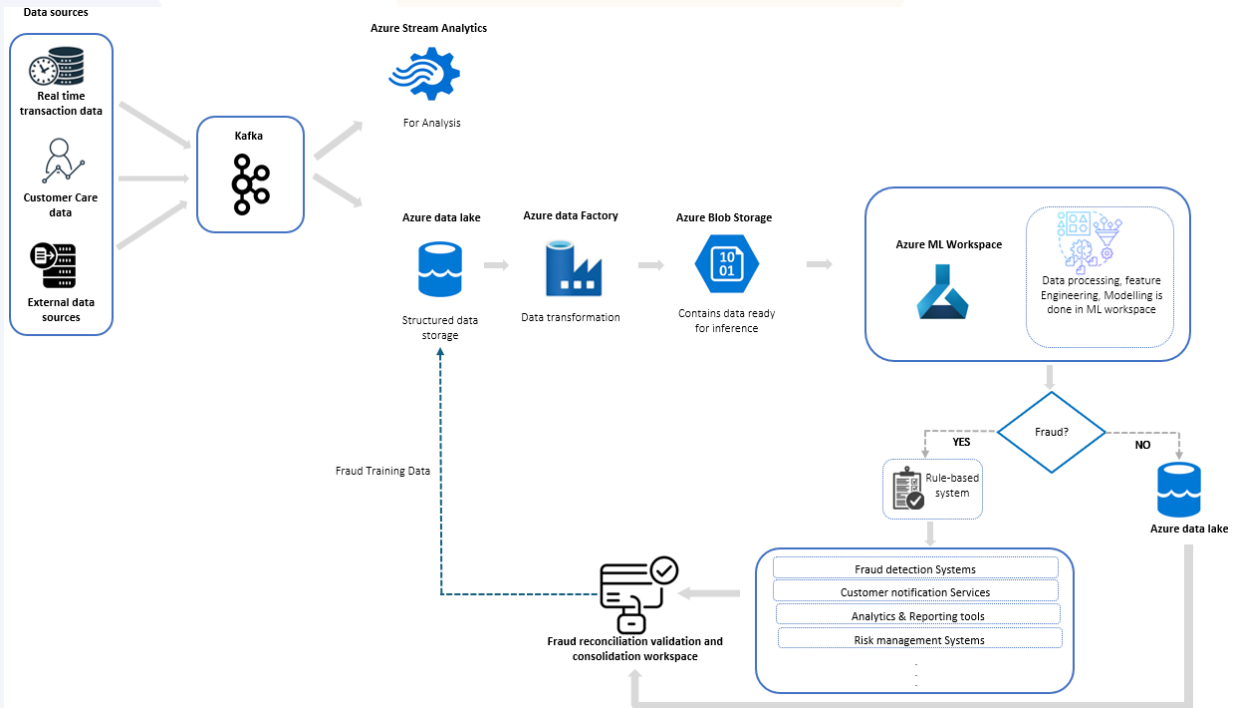 Data sources
Real time
transaction data
Customer Care
data
External data
sources
Kafka
Azure Stream Analytics
For Analysis
Azure data lake
Structured data
storage
Azure data Factory
Data transformation
Azure Blob Storage
10
01
Contains data ready
for inference
Azure ML Workspace
Data processing, feature
Engineering, Modelling is
done in ML workspace
Fraud?
YES
NO
Rule-based
system
Azure data lake
Fraud detection Systems
Customer notification Services
Analytics & Reporting tools
Risk management Systems
.
.
.
Fraud reconciliation validation and
consolidation workspace
Fraud Training Data